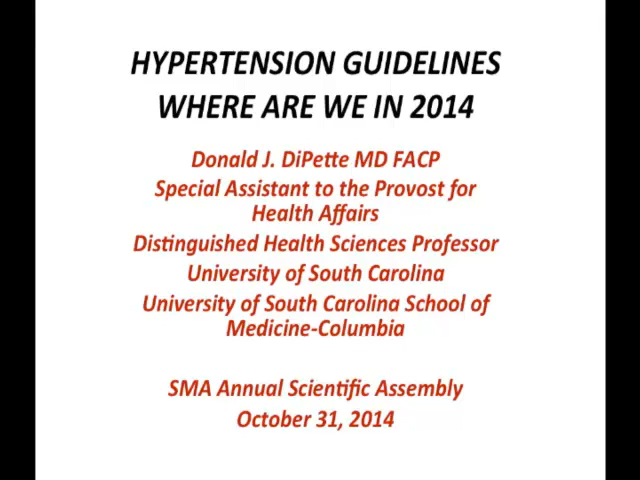 HYPERTENSION GUIDELINES
WHERE ARE WE IN 2014
Donald J. DiPette MD FACP
Special Assistant to the Provost for
Health Affairs
Distinguished Health Sciences Professor
University of South Carolina
University of South Carolina School of
Medicine-Columbia
SMA Annual Scientific Assembly
October 31, 2014